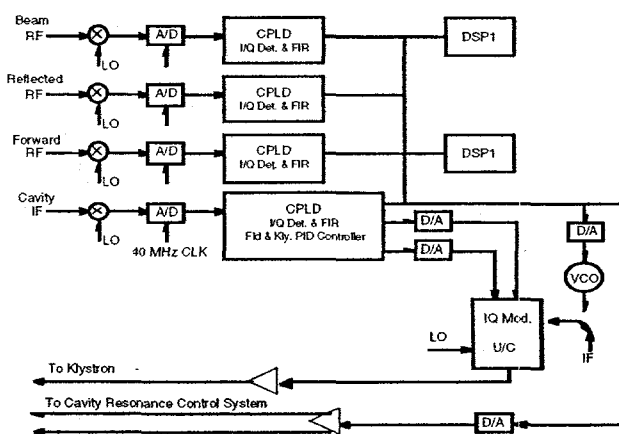 Beam
RF
LO
A/D
CPLD
I/Q Det. & FIR
DSP1
Reflected
RF
LO
A/D
CPLD
I/Q Det. & FIR
Forward
RF
LO
A/D
CPLD
I/Q Det. & FIR
DSP1
Cavity
IF
LO
A/D
40 MHz CLK
CPLD
I/Q Det. & FIR
Fld & Kly. PID Controller
D/A
D/A
D/A
VCO
IF
LO
IQ Mod.
U/C
To Klystron
To Cavity Resonance Control System
D/A